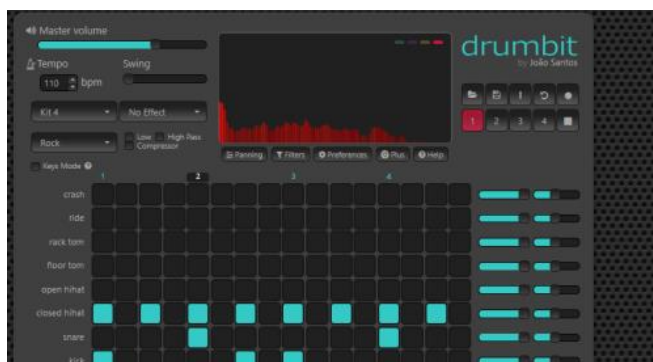 Master volume
drumbit
by João Santos
Tempo
Swing
110 bpm
Kit 4
No Effect
1 2 3 4
Rock
Low
High Pass
Compressor
Keys Mode
Panning
Filters
Preferences
Plus
Help
1 2 3 4
crash
ride
rack tom
floor tom
open hihat
closed hihat
snare
kick